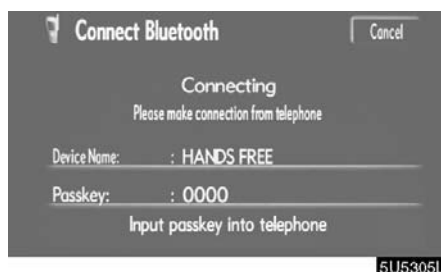 Connect Bluetooth Cancel
Connecting
Please make connection from telephone
Device Name: : HANDS FREE
Passkey: : 0000
Input passkey into telephone
5U5305I